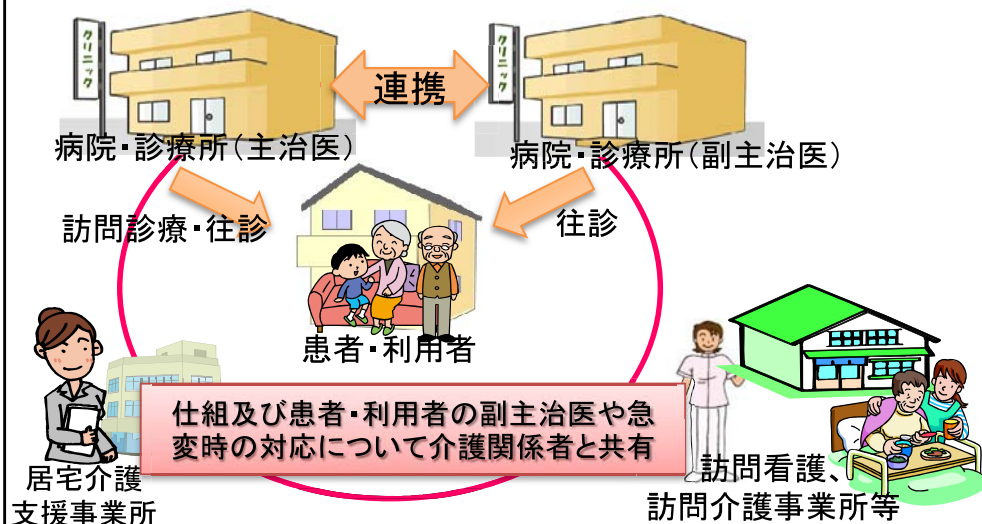 クリニック
クリニック
連携
病院・診療所(主治医)
病院・診療所(副主治医)
訪問診療・往診
往診
患者・利用者
仕組及び患者・利用者の副主治医や急
変時の対応について介護関係者と共有
居宅介護
支援事業所
訪問看護、
訪問介護事業所等